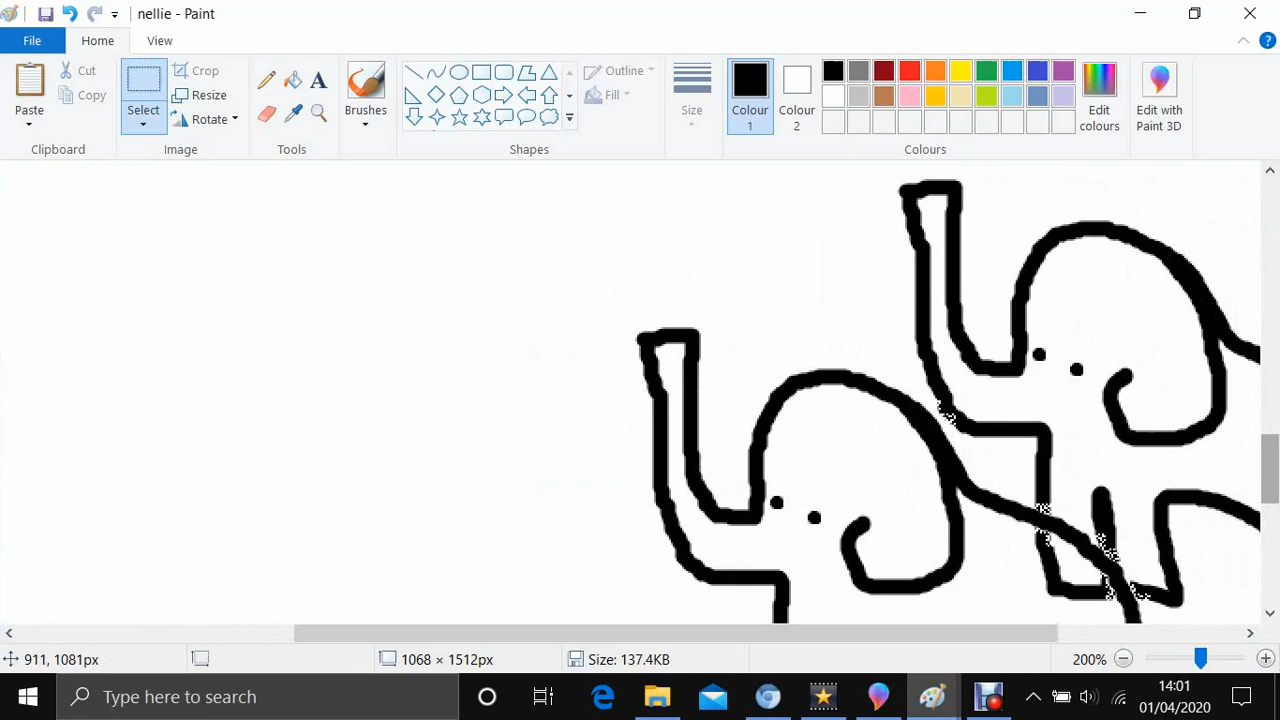 nellie - Paint
File Home View
Paste Cut Copy
Clipboard
Select Crop Resize Rotate
Image
A
Tools
Brushes
Outline Fill
Shapes
Size
Colour 1 Colour 2
Edit colours
Colours
Edit with Paint 3D
911, 1081px 1068 × 1512px Size: 137.4KB 200%
Type here to search
14:01
01/04/2020